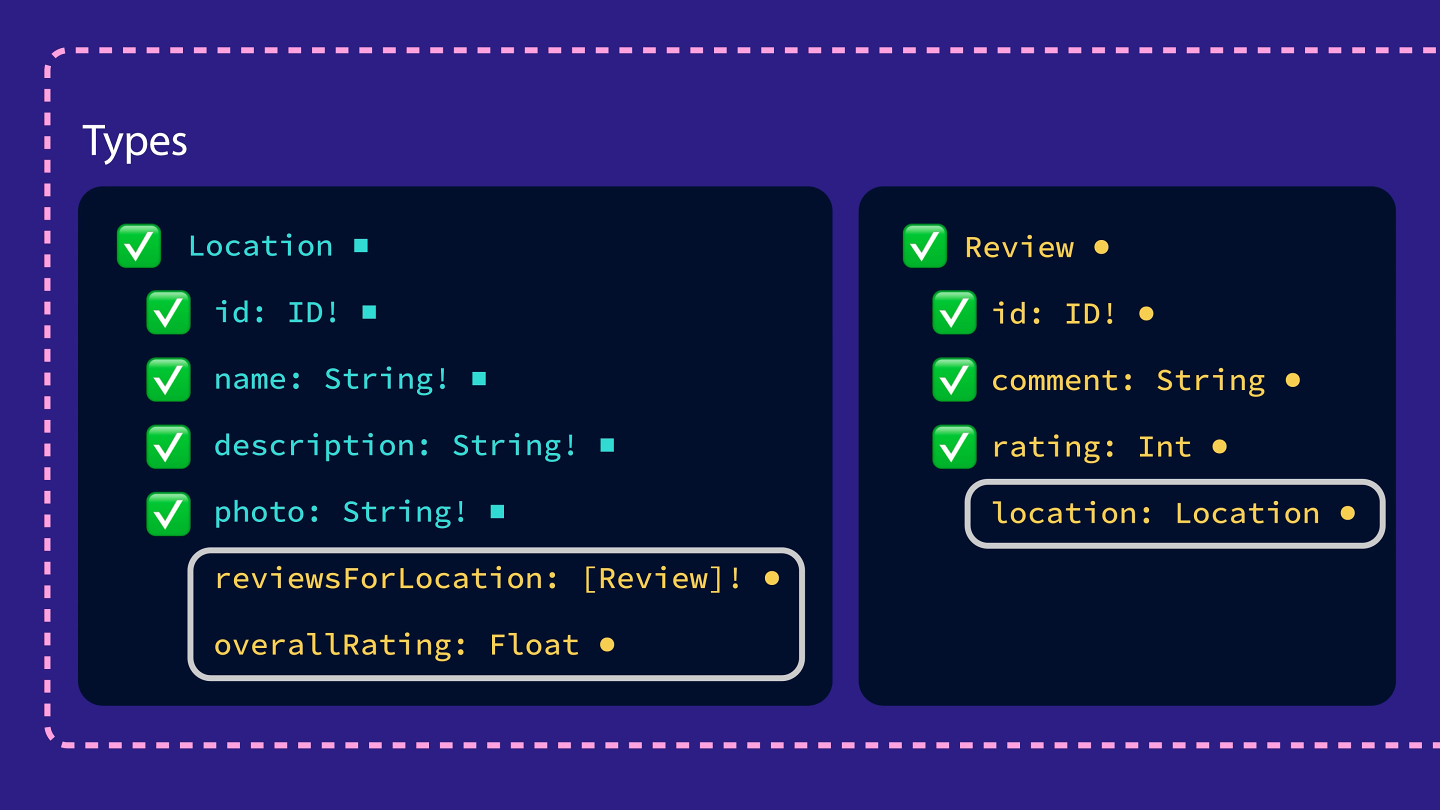 Types
Location
id: ID!
name: String!
description: String!
photo: String!
reviewsForLocation: [Review]!
overallRating: Float
Review
id: ID!
comment: String
rating: Int
location: Location